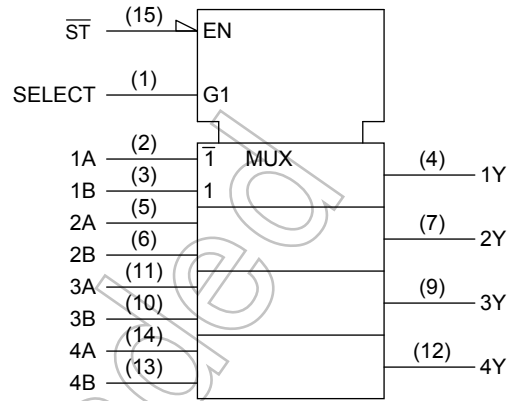 S̅T̅ (15) EN
SELECT (1) G1
1A (2) 1̅ MUX (4) 1Y
1B (3) 1
2A (5) (7) 2Y
2B (6)
3A (11) (9) 3Y
3B (10)
4A (14) (12) 4Y
4B (13)
ded